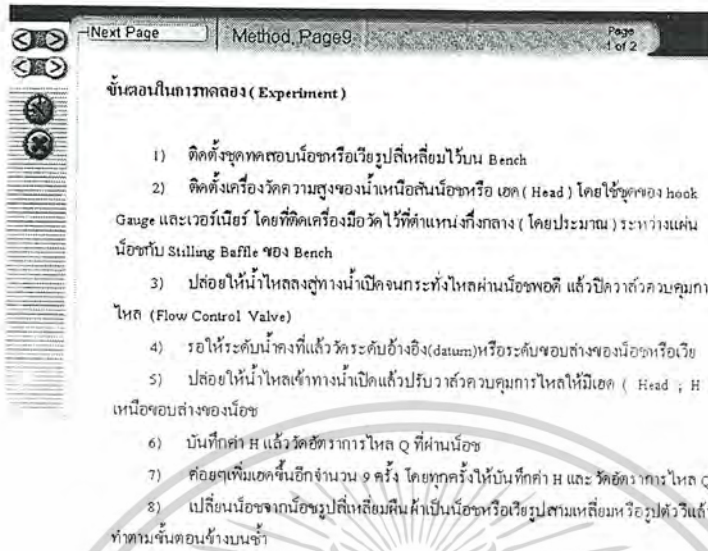 Next Page
Method, Page9
Page
1 of 2
ขั้นตอนในการทดลอง ( Experiment )
1) ติดตั้งชุดทดสอบน็อชหรือเวียรูปสี่เหลี่ยมไว้บน Bench
2) ติดตั้งเครื่องวัดความสูงของน้ำเหนือสันน็อชหรือ เฮด ( Head ) โดยใช้ชุดของ hook
Gauge และเวอร์เนียร์ โดยที่ติดเครื่องมือวัดไว้ที่ตำแหน่งกึ่งกลาง ( โดยประมาณ ) ระหว่างแผ่น
น็อชกับ Stilling Baffle ของ Bench
3) ปล่อยให้น้ำไหลลงสู่ทางน้ำเปิดจนกระทั่งไหลผ่านน็อชพอดี แล้วปิดวาล์วควบคุมกา
ไหล (Flow Control Valve)
4) รอให้ระดับน้ำคงที่แล้ววัดระดับอ้างอิง(datum)หรือระดับขอบล่างของน็อชหรือเวีย
5) ปล่อยให้น้ำไหลเข้าทางน้ำเปิดแล้วปรับวาล์วควบคุมการไหลให้มีเฮด ( Head ; H
เหนือขอบล่างของน็อช
6) บันทึกค่า H แล้ววัดอัตราการไหล Q ที่ผ่านน็อช
7) ค่อยๆเพิ่มเฮดขึ้นอีกจำนวน 9 ครั้ง โดยทุกครั้งให้บันทึกค่า H และ วัดอัตราการไหล Q
8) เปลี่ยนน็อชจากน็อชรูปสี่เหลี่ยมผืนผ้าเป็นน็อชหรือเวียรูปสามเหลี่ยมหรือรูปตัววีแล้
ทำตามขั้นตอนข้างบนซ้ำ